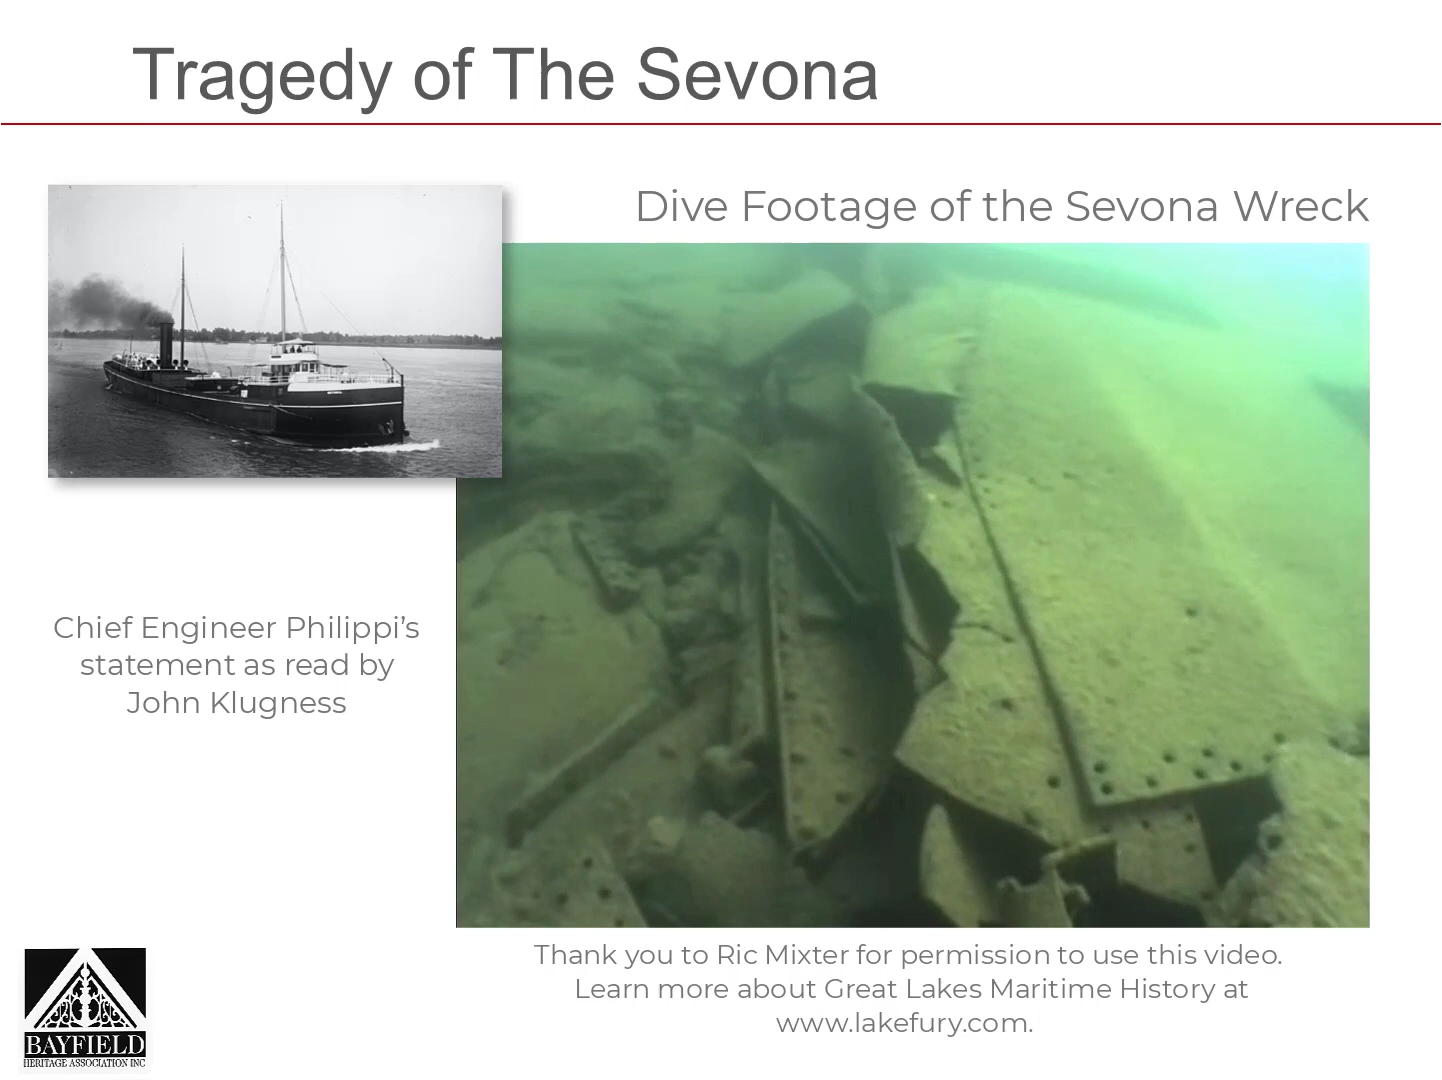 Tragedy of The Sevona
Dive Footage of the Sevona Wreck
Chief Engineer Philippi’s
statement as read by
John Klugness
Thank you to Ric Mixter for permission to use this video.
Learn more about Great Lakes Maritime History at
www.lakefury.com.
BAYFIELD
HERITAGE ASSOCIATION INC